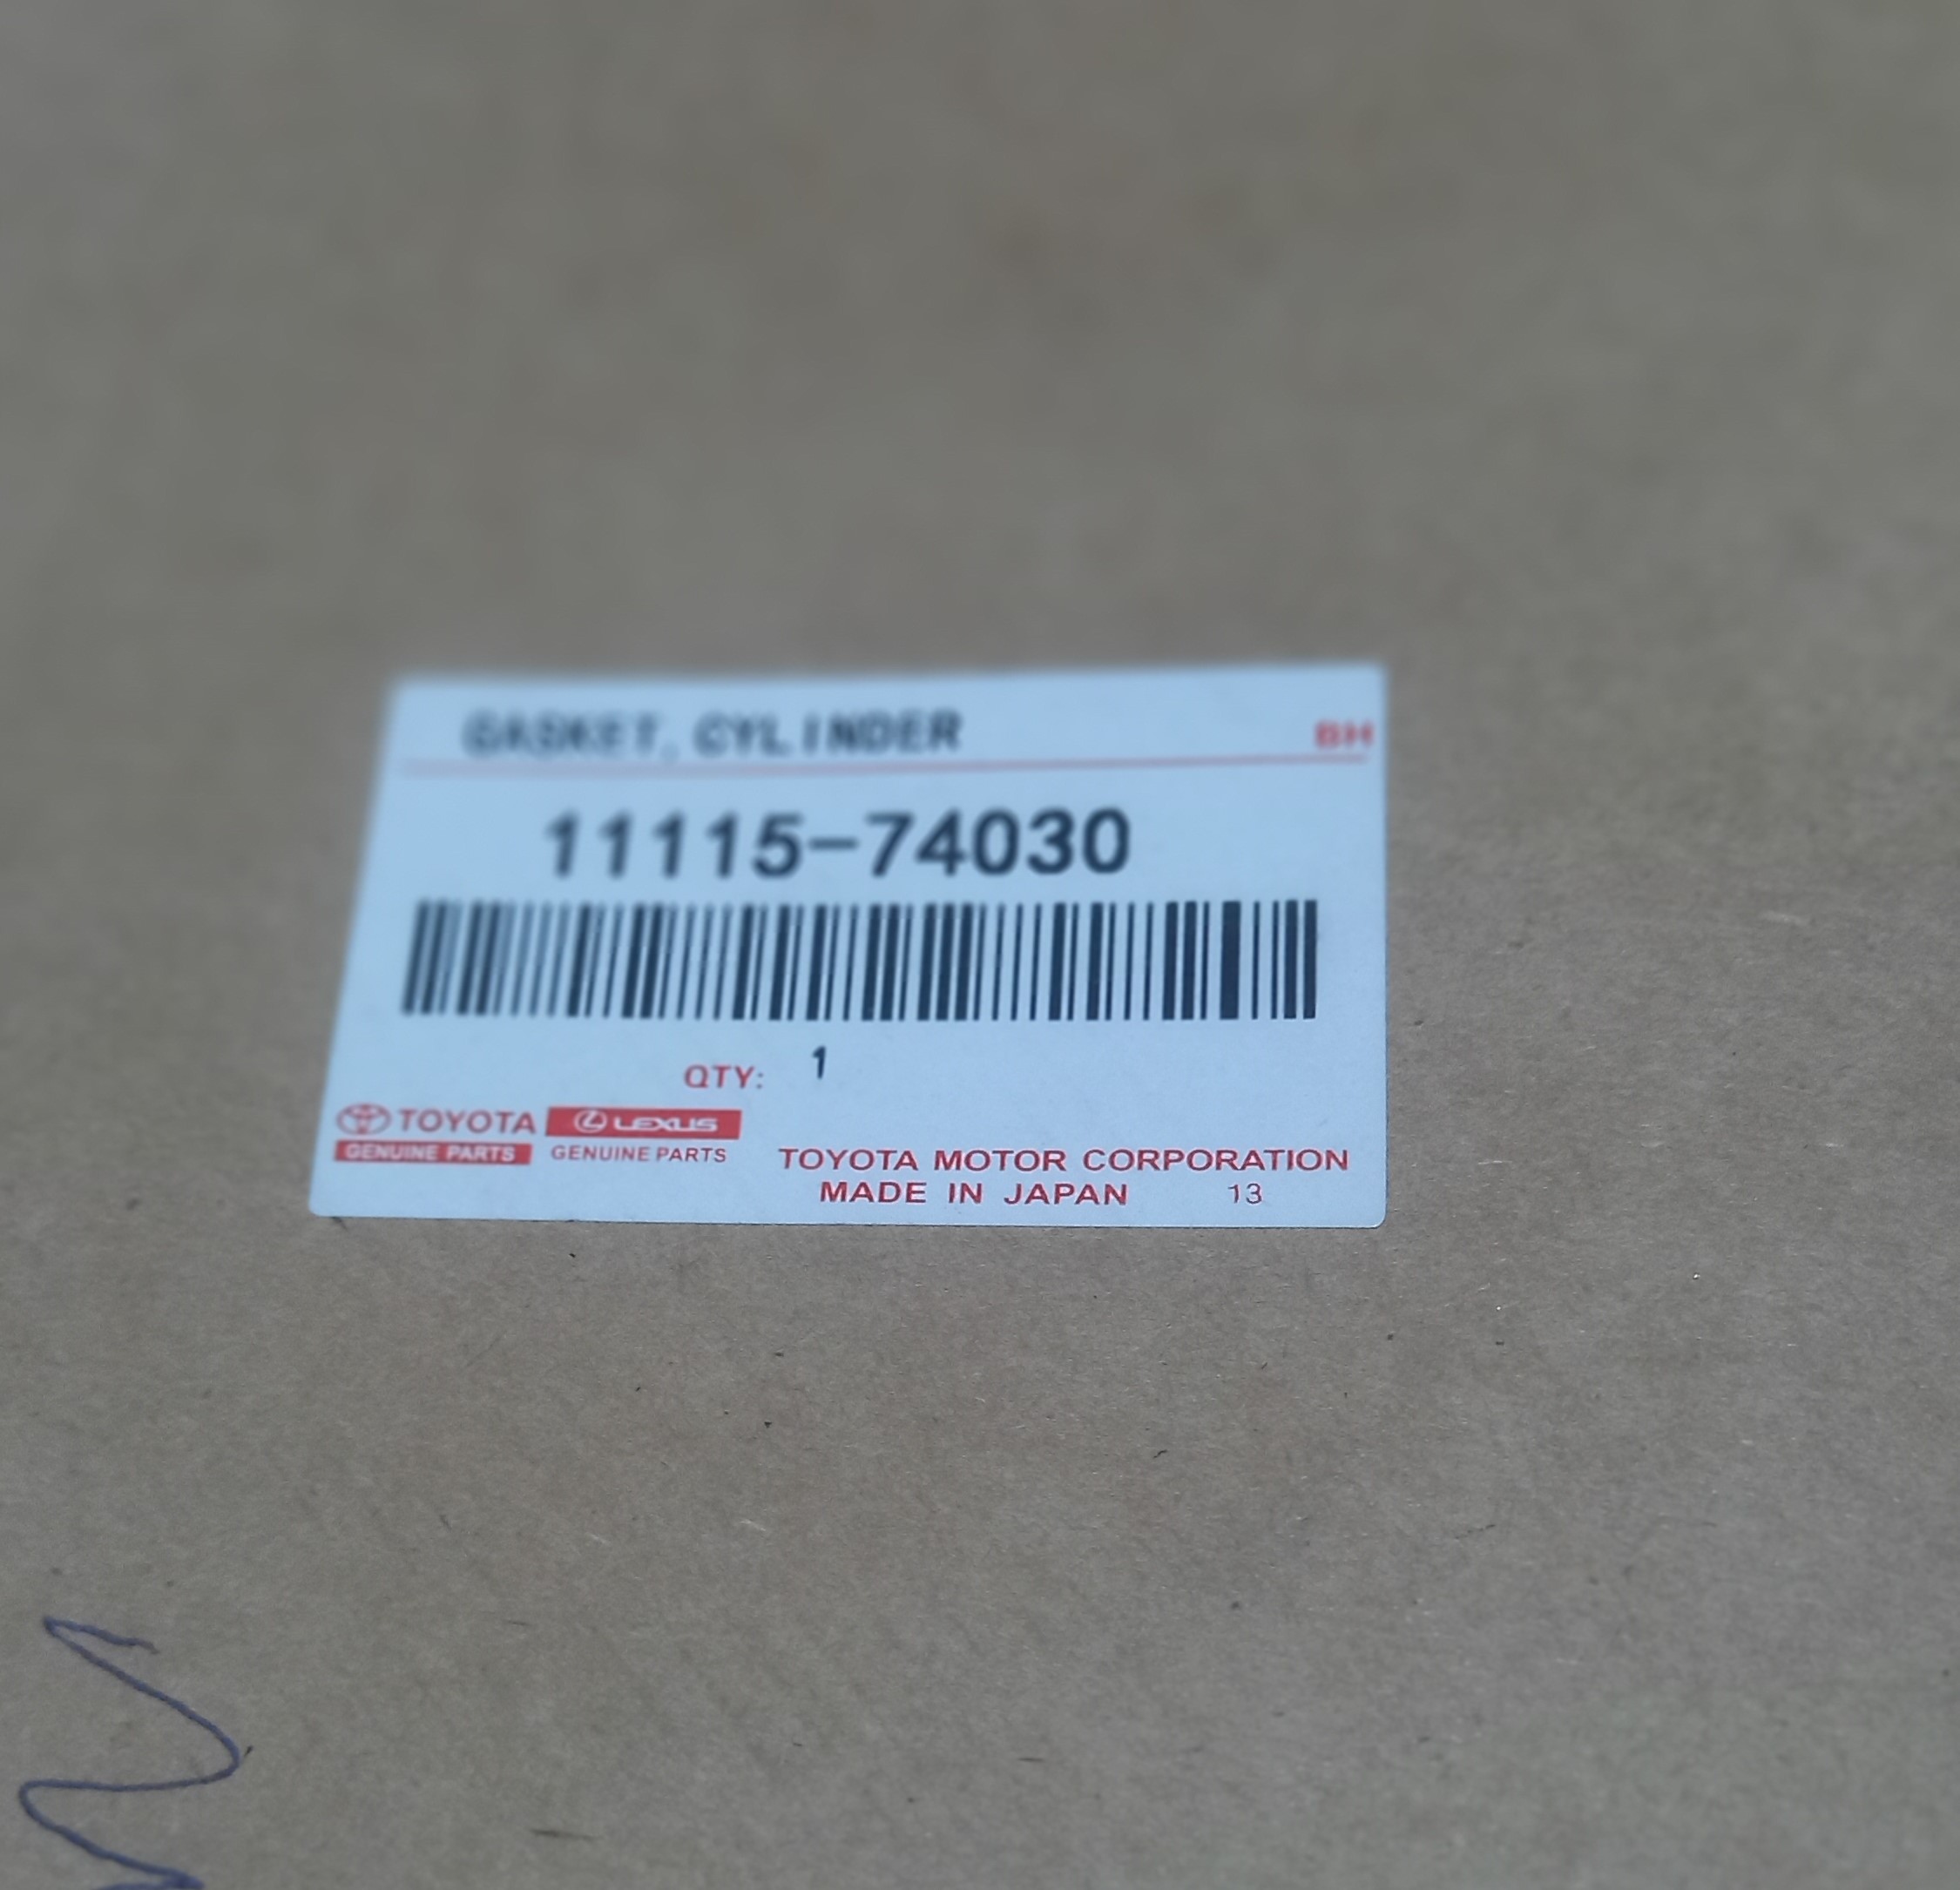 GASKET, CYLINDER BH
11115-74030
QTY: 1
TOYOTA LEXUS
GENUINE PARTS GENUINE PARTS
TOYOTA MOTOR CORPORATION
MADE IN JAPAN 13